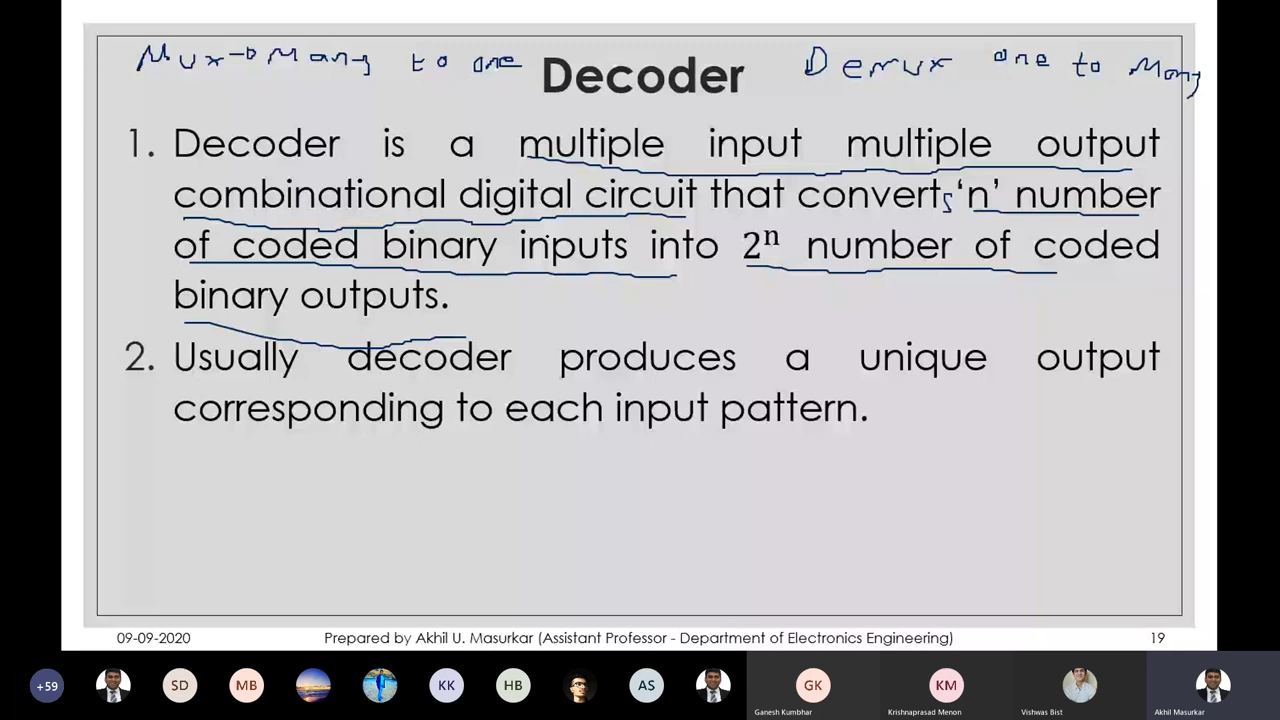 Mux → Many to one
Decoder
Demux one to Many
1. Decoder is a multiple input multiple output
combinational digital circuit that converts ‘n’ number
of coded binary inputs into 2ⁿ number of coded
binary outputs.
2. Usually decoder produces a unique output
corresponding to each input pattern.
09-09-2020
Prepared by Akhil U. Masurkar (Assistant Professor - Department of Electronics Engineering)
19
+59
SD
MB
KK
HB
AS
GK
KM
Ganesh Kumbhar
Krishnaprasad Menon
Vishwas Bist
Akhil Masurkar